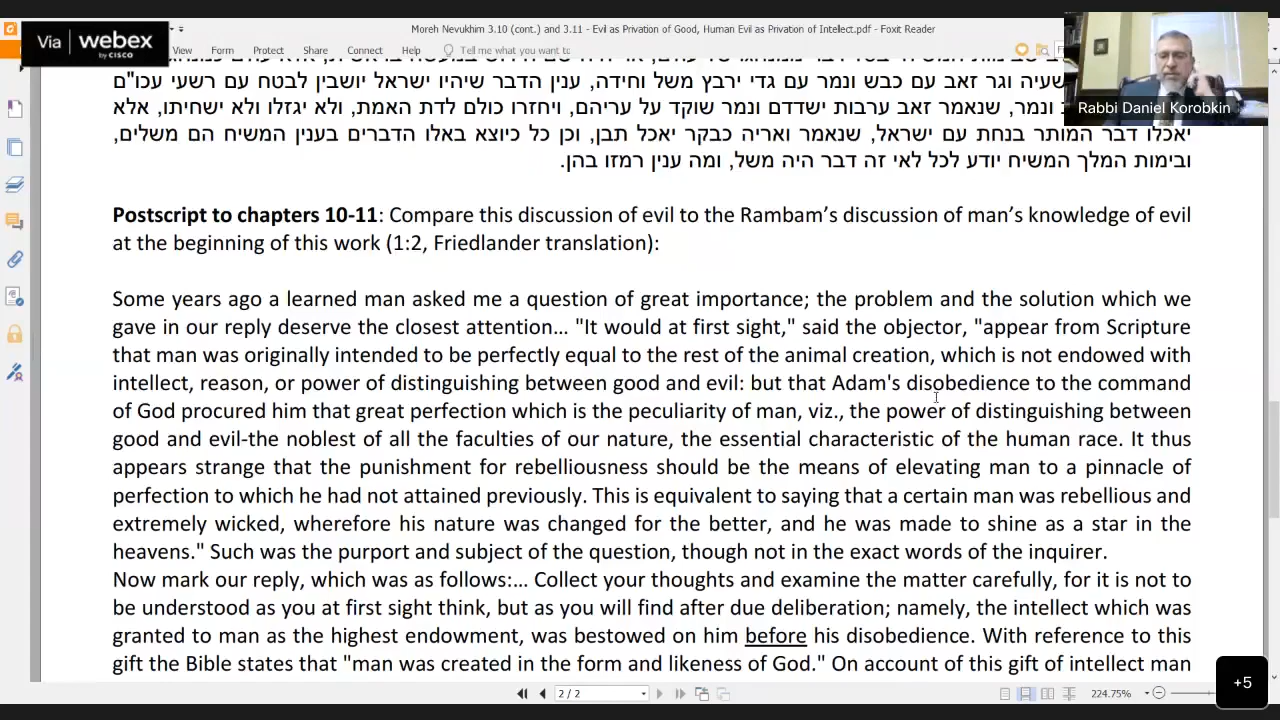 Moreh Nevukhim 3.10 (cont.) and 3.11 - Evil as Privation of Good, Human Evil as Privation of Intellect.pdf - Foxit Reader
Via webex
by CISCO
View Form Protect Share Connect Help Tell me what you want to
Rabbi Daniel Korobkin
וגר זאב עם כבש ונמר עם גדי ירבץ משל וחידה, ענין הדבר שיהיו ישראל יושבין לבטח עם רשעי עכו"ם
ונמר, שנאמר זאב ערבות ישדדם ונמר שוקד על עריהם, ויחזרו כולם לדת האמת, ולא יגזלו ולא ישחיתו, אלא
יאכלו דבר המותר בנחת עם ישראל, שנאמר ואריה כבקר יאכל תבן, וכן כל כיוצא באלו הדברים בענין המשיח הם משלים,
ובימות המלך המשיח יודע לכל לאי זה דבר היה משל, ומה ענין רמזו בהן.
Postscript to chapters 10-11: Compare this discussion of evil to the Rambam's discussion of man's knowledge of evil
at the beginning of this work (1:2, Friedlander translation):
Some years ago a learned man asked me a question of great importance; the problem and the solution which we
gave in our reply deserve the closest attention... "It would at first sight," said the objector, "appear from Scripture
that man was originally intended to be perfectly equal to the rest of the animal creation, which is not endowed with
intellect, reason, or power of distinguishing between good and evil: but that Adam's disobedience to the command
of God procured him that great perfection which is the peculiarity of man, viz., the power of distinguishing between
good and evil-the noblest of all the faculties of our nature, the essential characteristic of the human race. It thus
appears strange that the punishment for rebelliousness should be the means of elevating man to a pinnacle of
perfection to which he had not attained previously. This is equivalent to saying that a certain man was rebellious and
extremely wicked, wherefore his nature was changed for the better, and he was made to shine as a star in the
heavens." Such was the purport and subject of the question, though not in the exact words of the inquirer.
Now mark our reply, which was as follows:... Collect your thoughts and examine the matter carefully, for it is not to
be understood as you at first sight think, but as you will find after due deliberation; namely, the intellect which was
granted to man as the highest endowment, was bestowed on him before his disobedience. With reference to this
gift the Bible states that "man was created in the form and likeness of God." On account of this gift of intellect man
2 / 2
224.75%
+5